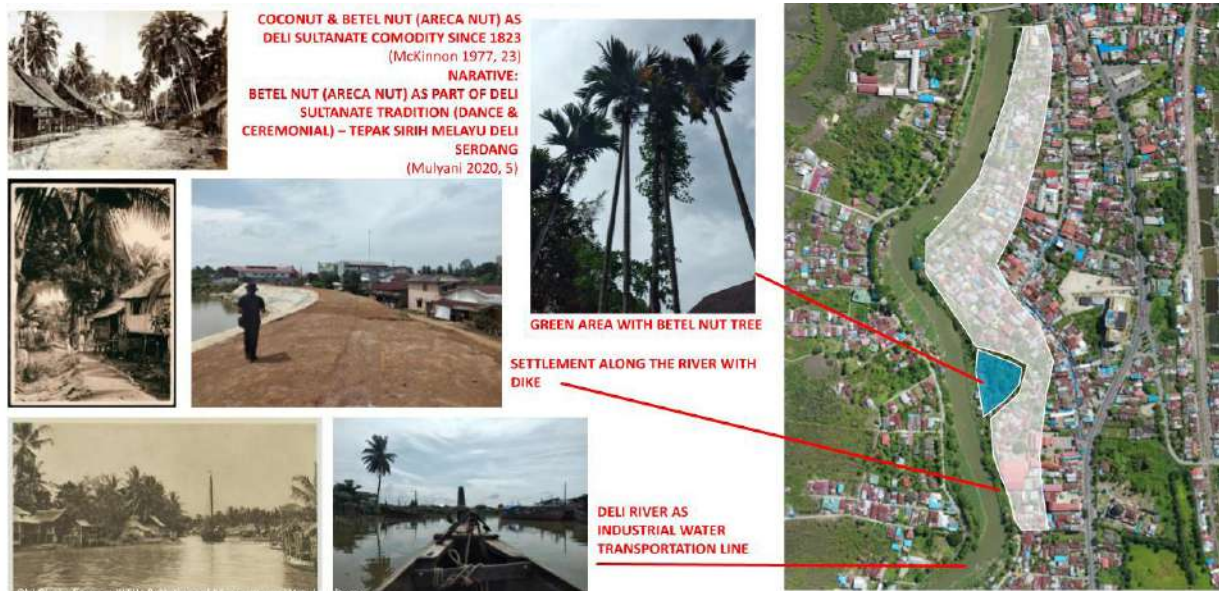 COCONUT & BETEL NUT (ARECA NUT) AS
DELI SULTANATE COMODITY SINCE 1823
(McKinnon 1977, 23)
NARATIVE:
BETEL NUT (ARECA NUT) AS PART OF DELI
SULTANATE TRADITION (DANCE &
CEREMONIAL) – TEPAK SIRIH MELAYU DELI
SERDANG
(Mulyani 2020, 5)
GREEN AREA WITH BETEL NUT TREE
SETTLEMENT ALONG THE RIVER WITH
DIKE
DELI RIVER AS
INDUSTRIAL WATER
TRANSPORTATION LINE